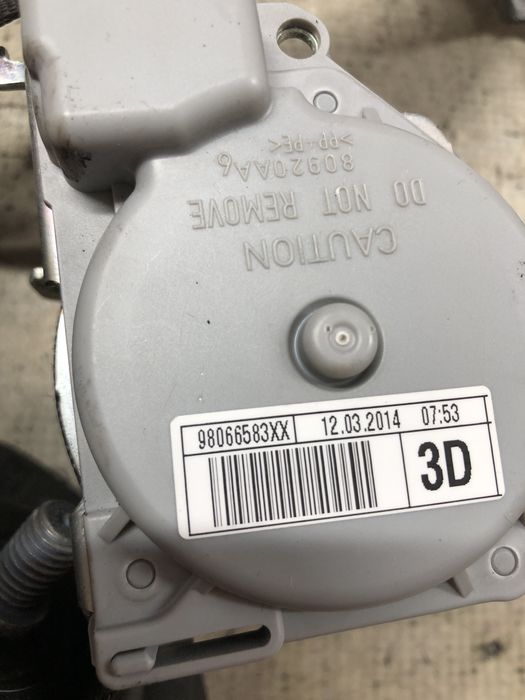 CAUTION
DO NOT REMOVE
80920AA6
>PP-PE<
98066583XX 12.03.2014 07:53
3D